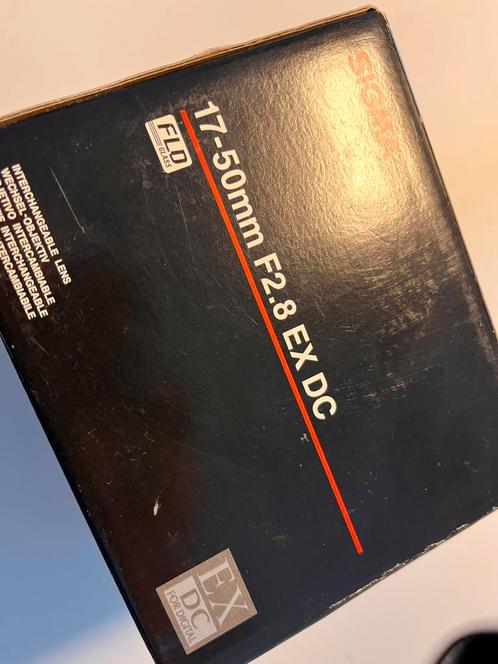 SIGMA
17-50mm F2.8 EX DC
FLD
GLASS
INTERCHANGEABLE LENS
WECHSEL-OBJEKTIV
OBJETIVO INTERCAMBIABLE
INTERCHANGEABLE
INTERCAMBIABILE
EX
DC
FOR DIGITAL